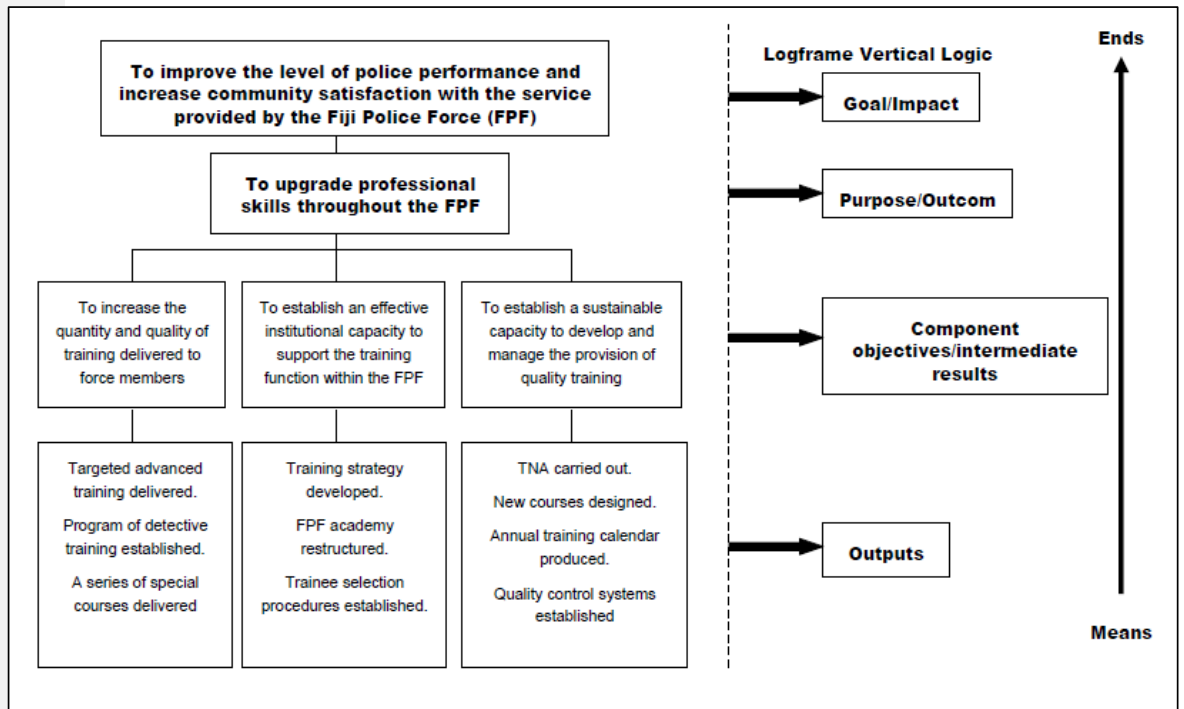 To improve the level of police performance and
increase community satisfaction with the service
provided by the Fiji Police Force (FPF)
To upgrade professional
skills throughout the FPF
To increase the
quantity and quality of
training delivered to
force members
To establish an effective
institutional capacity to
support the training
function within the FPF
To establish a sustainable
capacity to develop and
manage the provision of
quality training
Targeted advanced
training delivered.
Program of detective
training established.
A series of special
courses delivered
Training strategy
developed.
FPF academy
restructured.
Trainee selection
procedures established.
TNA carried out.
New courses designed.
Annual training calendar
produced.
Quality control systems
established
Logframe Vertical Logic
Goal/Impact
Purpose/Outcom
Component
objectives/intermediate
results
Outputs
Ends
Means